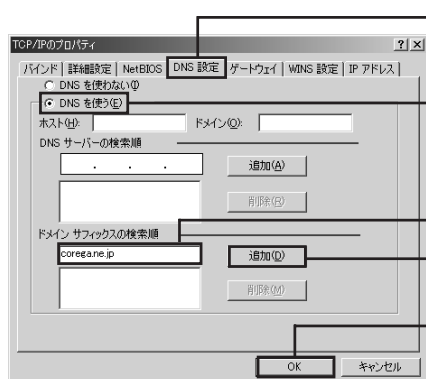 TCP/IPのプロパティ
バインド 詳細設定 NetBIOS DNS 設定 ゲートウェイ WINS 設定 IP アドレス
DNS を使わない(I)
DNS を使う(E)
ホスト(H): ドメイン(O):
DNS サーバーの検索順
. . . 追加(A)
削除(R)
ドメイン サフィックスの検索順
corega.ne.jp 追加(D)
削除(M)
OK キャンセル